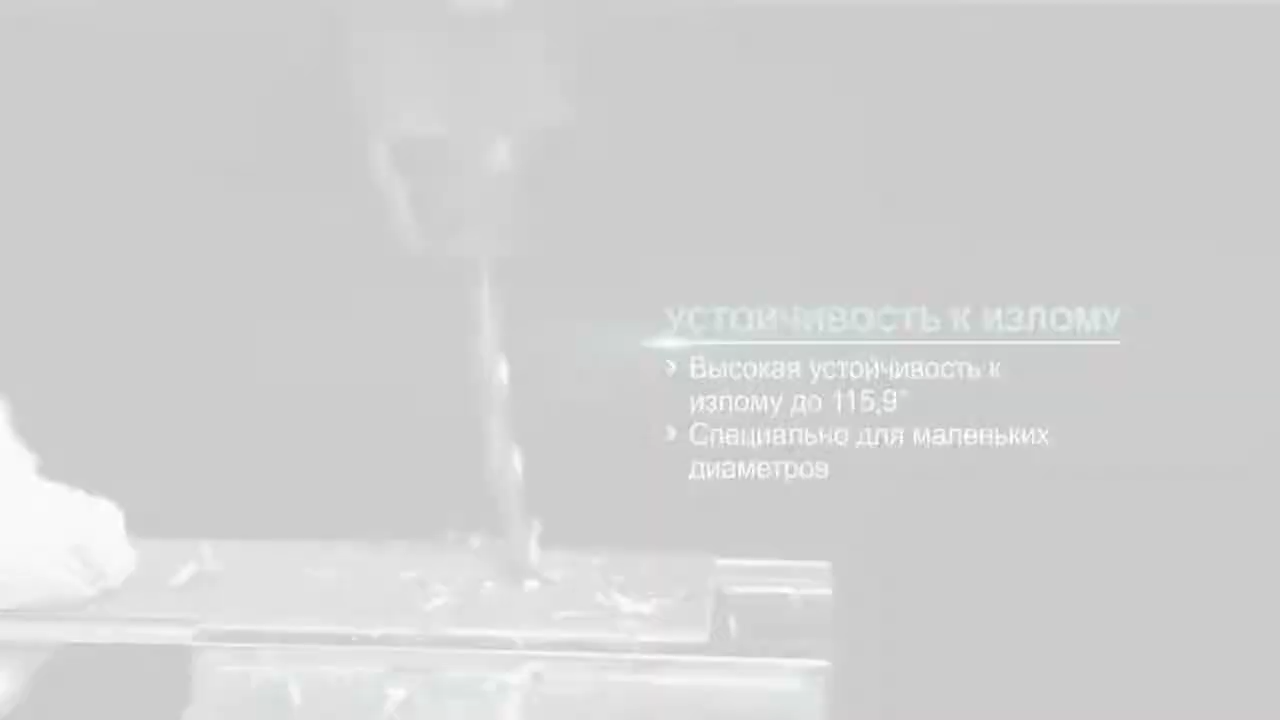 УСТОЙЧИВОСТЬ К ИЗЛОМУ
› Высокая устойчивость к
излому до 115,9°
› Специально для маленьких
диаметров